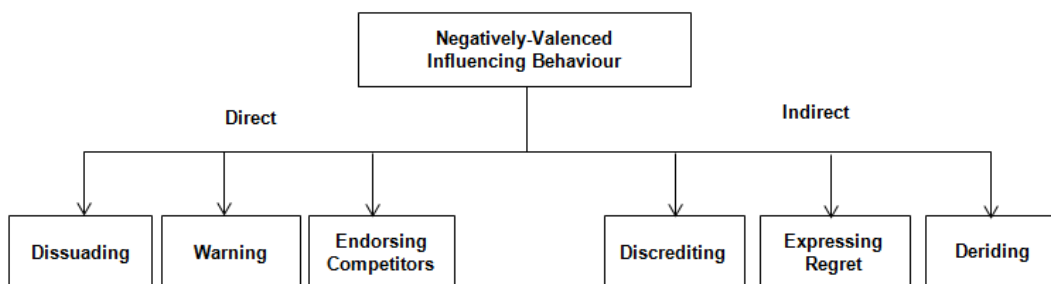 Negatively-Valenced
Influencing Behaviour
Direct
Indirect
Dissuading
Warning
Endorsing
Competitors
Discrediting
Expressing
Regret
Deriding